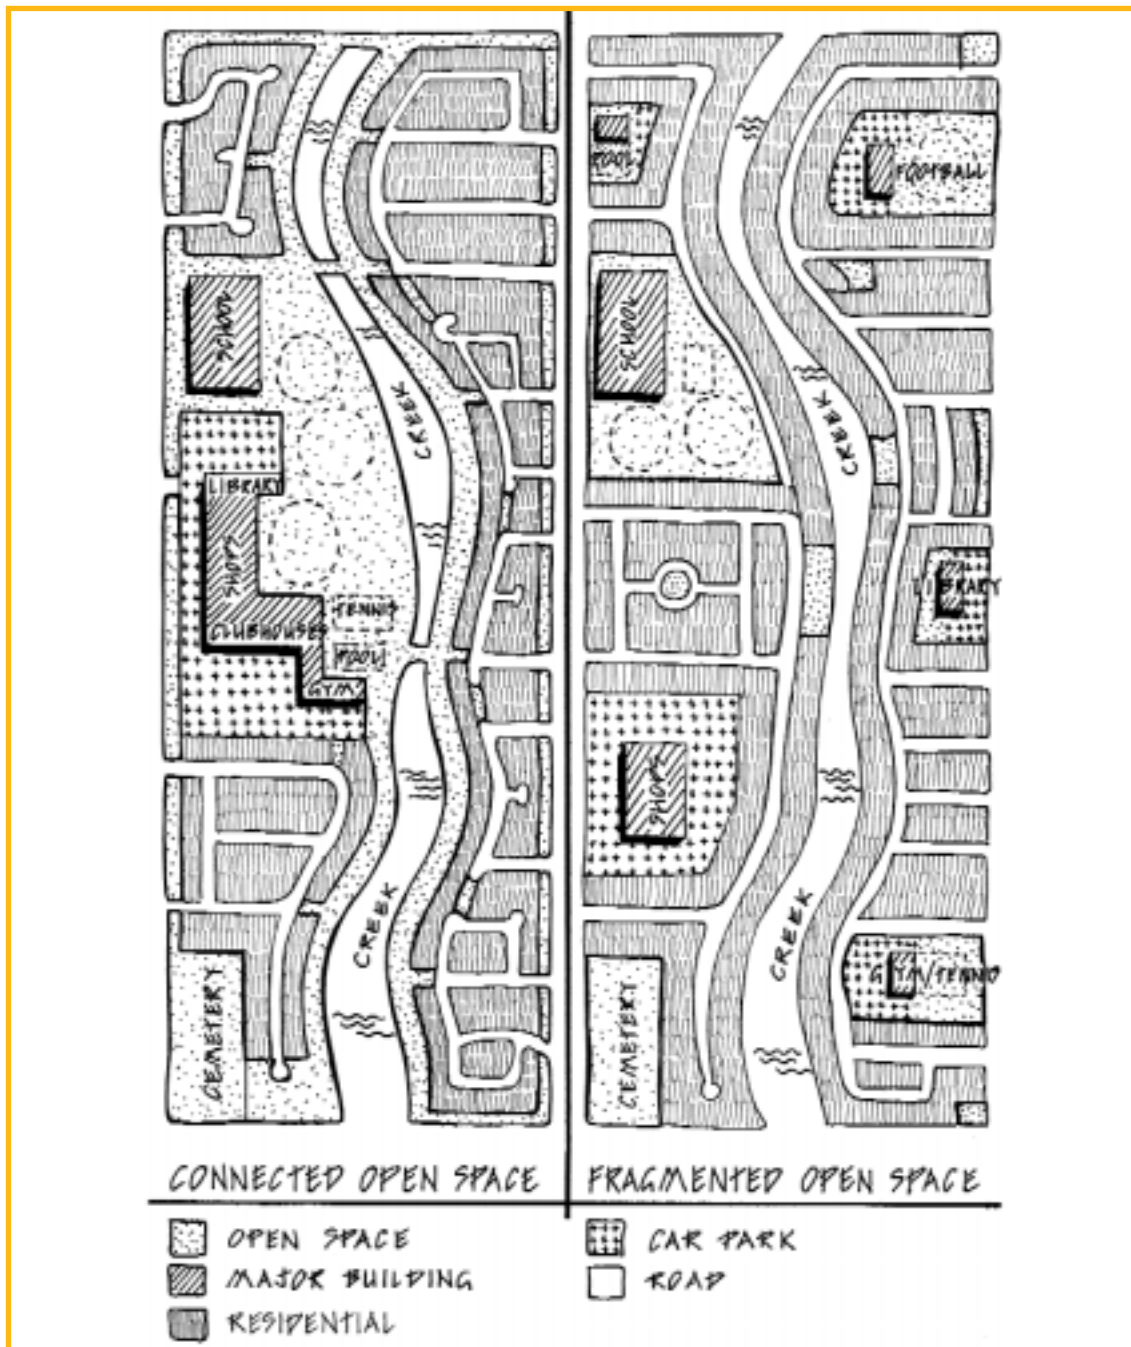 SCHOOL
CREEK
LIBRARY
SHOPS
TENNIS
CLUBHOUSES
POOL
GYM
CREEK
CEMETERY
POOL
FOOTBALL
SCHOOL
CREEK
LIBRARY
SHOPS
CREEK
GYM/TENNIS
CEMETERY
CONNECTED OPEN SPACE
FRAGMENTED OPEN SPACE
OPEN SPACE
MAJOR BUILDING
RESIDENTIAL
CAR PARK
ROAD